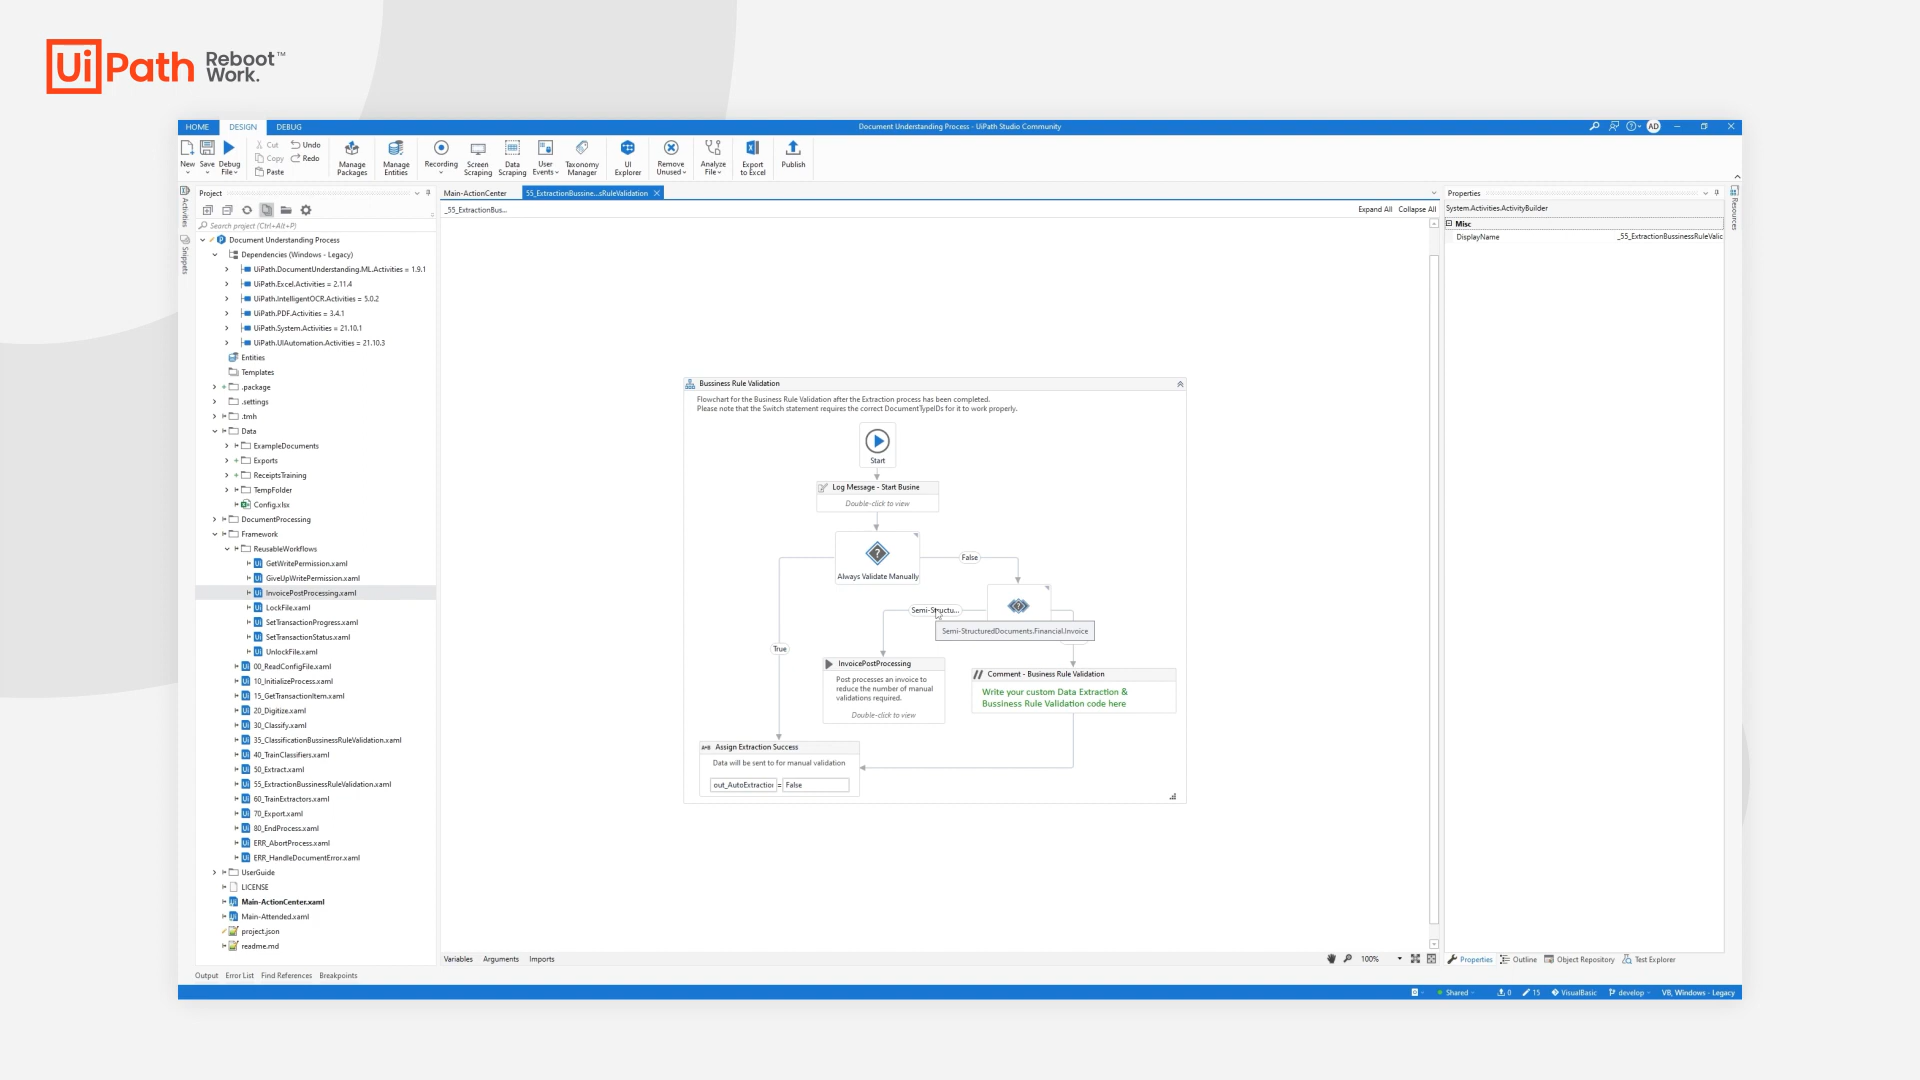 UiPath Reboot Work.™
HOME DESIGN DEBUG
Document Understanding Process - UiPath Studio Community
AD
New
Save
Debug File
Cut
Copy
Paste
Undo
Redo
Manage Packages
Manage Entities
Recording
Screen Scraping
Data Scraping
User Events
Taxonomy Manager
UI Explorer
Remove Unused
Analyze File
Export to Excel
Publish
Activities
Snippets
Project
Search project (Ctrl+Alt+P)
Document Understanding Process
Dependencies (Windows - Legacy)
UiPath.DocumentUnderstanding.ML.Activities = 1.9.1
UiPath.Excel.Activities = 2.11.4
UiPath.IntelligentOCR.Activities = 5.0.2
UiPath.PDF.Activities = 3.4.1
UiPath.System.Activities = 21.10.1
UiPath.UIAutomation.Activities = 21.10.3
Entities
Templates
.package
.settings
.tmh
Data
ExampleDocuments
Exports
ReceiptsTraining
TempFolder
Config.xlsx
DocumentProcessing
Framework
ReusableWorkflows
GetWritePermission.xaml
GiveUpWritePermission.xaml
InvoicePostProcessing.xaml
LockFile.xaml
SetTransactionProgress.xaml
SetTransactionStatus.xaml
UnlockFile.xaml
00_ReadConfigFile.xaml
10_InitializeProcess.xaml
15_GetTransactionItem.xaml
20_Digitize.xaml
30_Classify.xaml
35_ClassificationBussinessRuleValidation.xaml
40_TrainClassifiers.xaml
50_Extract.xaml
55_ExtractionBussinessRuleValidation.xaml
60_TrainExtractors.xaml
70_Export.xaml
80_EndProcess.xaml
ERR_AbortProcess.xaml
ERR_HandleDocumentError.xaml
UserGuide
LICENSE
Main-ActionCenter.xaml
Main-Attended.xaml
project.json
readme.md
Output Error List Find References Breakpoints
Main-ActionCenter
55_ExtractionBussine...sRuleValidation
_55_ExtractionBus...
Expand All Collapse All
Bussiness Rule Validation
Flowchart for the Business Rule Validation after the Extraction process has been completed.
Please note that the Switch statement requires the correct DocumentTypeIDs for it to work properly.
Start
Log Message - Start Busine
Double-click to view
Always Validate Manually
False
Semi-Structu...
Semi-StructuredDocuments.Financial.Invoice
True
InvoicePostProcessing
Post processes an invoice to
reduce the number of manual
validations required.
Double-click to view
Comment - Business Rule Validation
Write your custom Data Extraction &
Bussiness Rule Validation code here
Assign Extraction Success
Data will be sent to for manual validation
out_AutoExtraction = False
Variables Arguments Imports
100%
Properties
System.Activities.ActivityBuilder
Misc
DisplayName _55_ExtractionBussinessRuleValic
Resources
Properties Outline Object Repository Test Explorer
Shared 0 15 VisualBasic develop VB, Windows - Legacy